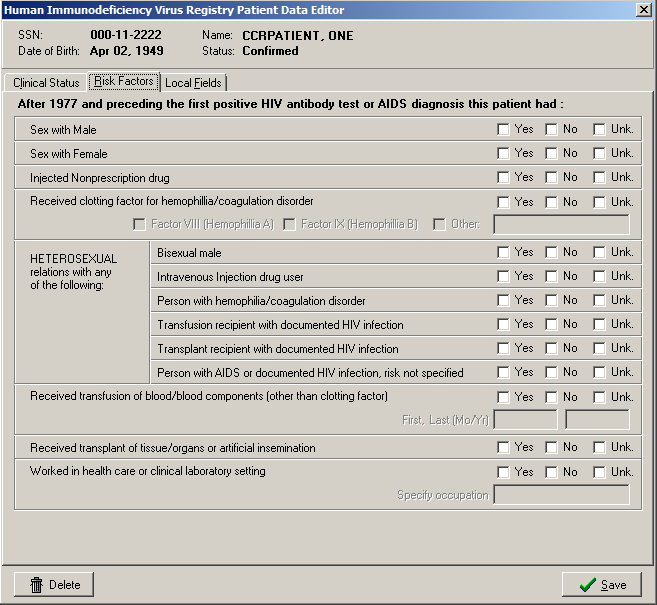 Human Immunodeficiency Virus Registry Patient Data Editor
SSN: 000-11-2222 Name: CCRPATIENT, ONE
Date of Birth: Apr 02, 1949 Status: Confirmed
Clinical Status Risk Factors Local Fields
After 1977 and preceding the first positive HIV antibody test or AIDS diagnosis this patient had :
Sex with Male Yes No Unk.
Sex with Female Yes No Unk.
Injected Nonprescription drug Yes No Unk.
Received clotting factor for hemophillia/coagulation disorder Yes No Unk.
Factor VIII (Hemophillia A) Factor IX (Hemophillia B) Other:
HETEROSEXUAL
relations with any
of the following:
Bisexual male Yes No Unk.
Intravenous Injection drug user Yes No Unk.
Person with hemophilia/coagulation disorder Yes No Unk.
Transfusion recipient with documented HIV infection Yes No Unk.
Transplant recipient with documented HIV infection Yes No Unk.
Person with AIDS or documented HIV infection, risk not specified Yes No Unk.
Received transfusion of blood/blood components (other than clotting factor) Yes No Unk.
First, Last (Mo/Yr)
Received transplant of tissue/organs or artificial insemination Yes No Unk.
Worked in health care or clinical laboratory setting Yes No Unk.
Specify occupation
Delete Save